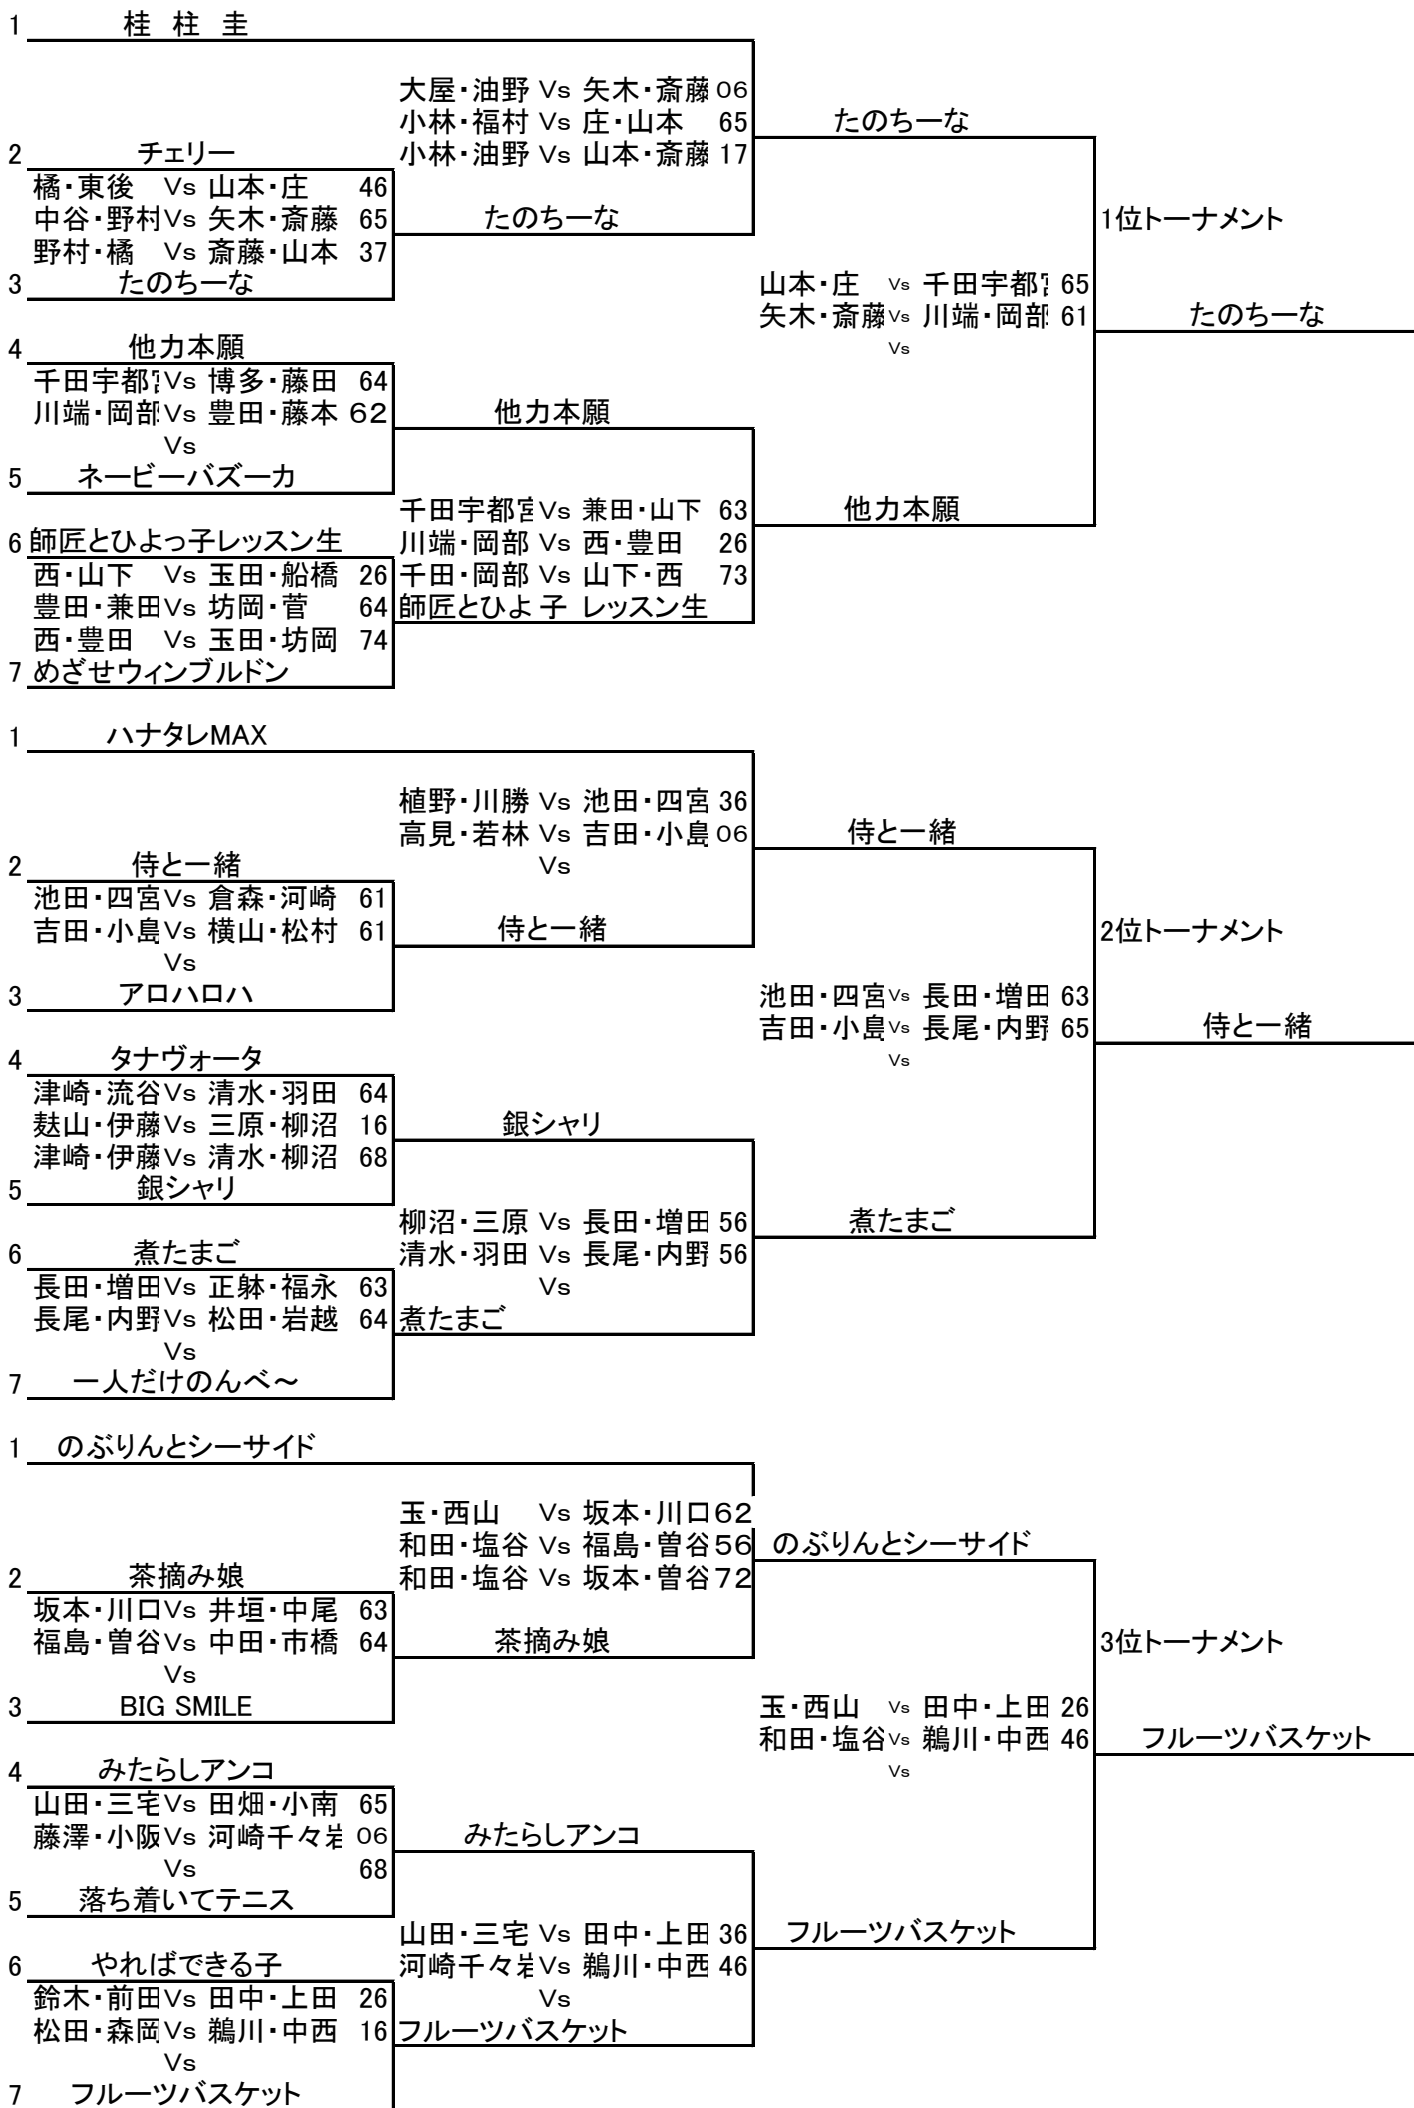 1 桂 柱 圭
大屋・油野 Vs 矢木・斎藤 06
小林・福村 Vs 庄・山本 65
たのちーな
2 チェリー
小林・油野 Vs 山本・斎藤 17
橘・東後 Vs 山本・庄 46
中谷・野村 Vs 矢木・斎藤 65
たのちーな
1位トーナメント
野村・橘 Vs 斎藤・山本 37
3 たのちーな
山本・庄 Vs 千田宇都宮 65
矢木・斎藤 Vs 川端・岡部 61
Vs
たのちーな
4 他力本願
千田宇都宮 Vs 博多・藤田 64
川端・岡部 Vs 豊田・藤本 62
Vs
他力本願
5 ネービーバズーカ
千田宇都宮 Vs 兼田・山下 63
他力本願
6 師匠とひよっ子レッスン生
川端・岡部 Vs 西・豊田 26
西・山下 Vs 玉田・船橋 26
千田・岡部 Vs 山下・西 73
豊田・兼田 Vs 坊岡・菅 64
師匠とひよ 子 レッスン生
西・豊田 Vs 玉田・坊岡 74
7 めざせウィンブルドン
1 ハナタレMAX
植野・川勝 Vs 池田・四宮 36
高見・若林 Vs 吉田・小島 06
Vs
侍と一緒
2 侍と一緒
池田・四宮 Vs 倉森・河崎 61
吉田・小島 Vs 横山・松村 61
Vs
侍と一緒
2位トーナメント
3 アロハロハ
池田・四宮 Vs 長田・増田 63
吉田・小島 Vs 長尾・内野 65
Vs
侍と一緒
4 タナヴォータ
津崎・流谷 Vs 清水・羽田 64
麸山・伊藤 Vs 三原・柳沼 16
津崎・伊藤 Vs 清水・柳沼 68
銀シャリ
5 銀シャリ
柳沼・三原 Vs 長田・増田 56
煮たまご
6 煮たまご
清水・羽田 Vs 長尾・内野 56
Vs
長田・増田 Vs 正躰・福永 63
長尾・内野 Vs 松田・岩越 64
煮たまご
Vs
7 一人だけのんべ～
1 のぶりんとシーサイド
玉・西山 Vs 坂本・川口 62
和田・塩谷 Vs 福島・曽谷 56
のぶりんとシーサイド
2 茶摘み娘
和田・塩谷 Vs 坂本・曽谷 72
坂本・川口 Vs 井垣・中尾 63
福島・曽谷 Vs 中田・市橋 64
Vs
茶摘み娘
3位トーナメント
3 BIG SMILE
玉・西山 Vs 田中・上田 26
和田・塩谷 Vs 鵜川・中西 46
Vs
フルーツバスケット
4 みたらしアンコ
山田・三宅 Vs 田畑・小南 65
藤澤・小阪 Vs 河崎千々岩 06
Vs 68
みたらしアンコ
5 落ち着いてテニス
山田・三宅 Vs 田中・上田 36
フルーツバスケット
6 やればできる子
河崎千々岩 Vs 鵜川・中西 46
Vs
鈴木・前田 Vs 田中・上田 26
松田・森岡 Vs 鵜川・中西 16
フルーツバスケット
Vs
7 フルーツバスケット